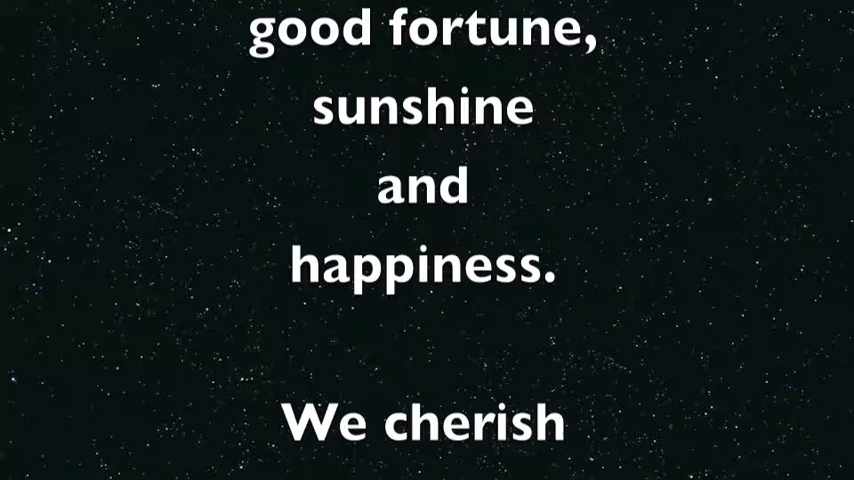 good fortune,
sunshine
and
happiness.
We cherish